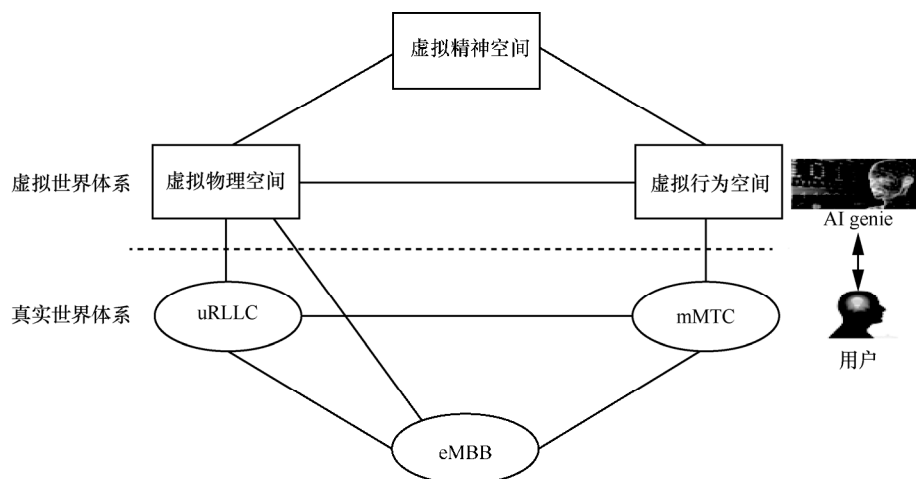 虚拟精神空间
虚拟世界体系
虚拟物理空间
虚拟行为空间
AI genie
真实世界体系
uRLLC
mMTC
用户
eMBB